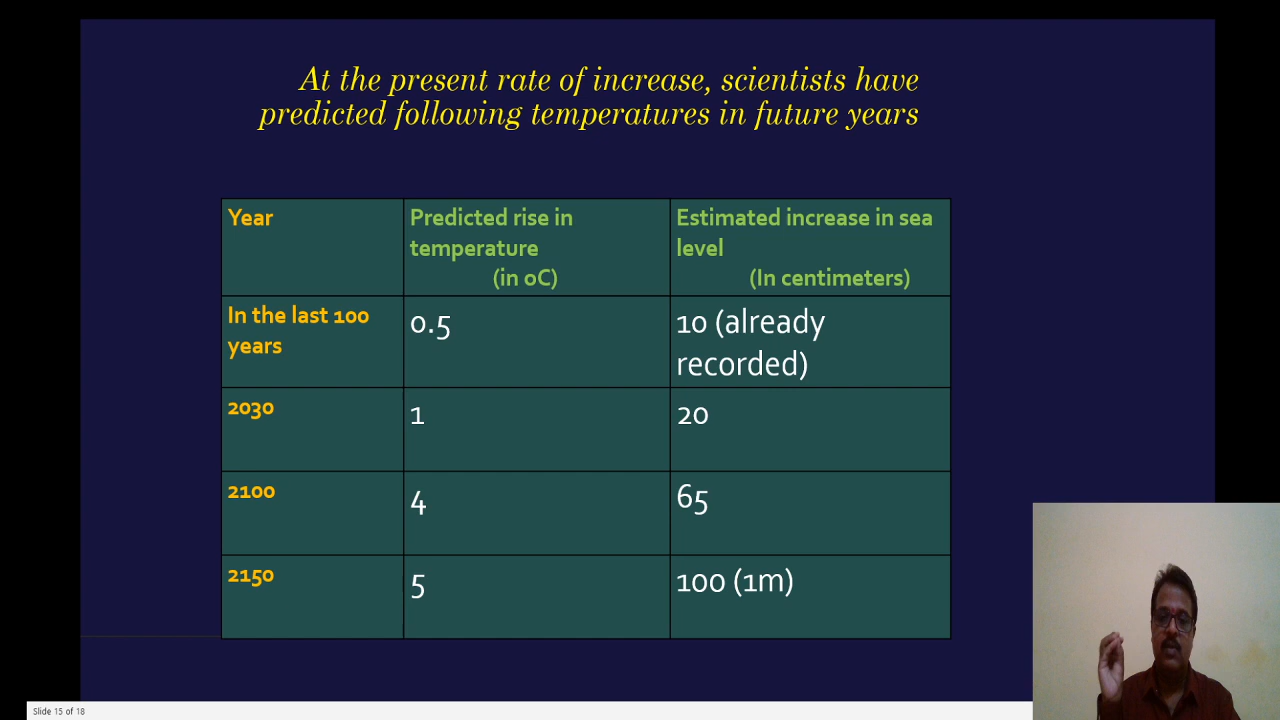 At the present rate of increase, scientists have
predicted following temperatures in future years
Year
Predicted rise in
temperature
(in oC)
Estimated increase in sea
level
(In centimeters)
In the last 100
years
0.5
10 (already
recorded)
2030
1
20
2100
4
65
2150
5
100 (1m)
Slide 15 of 18